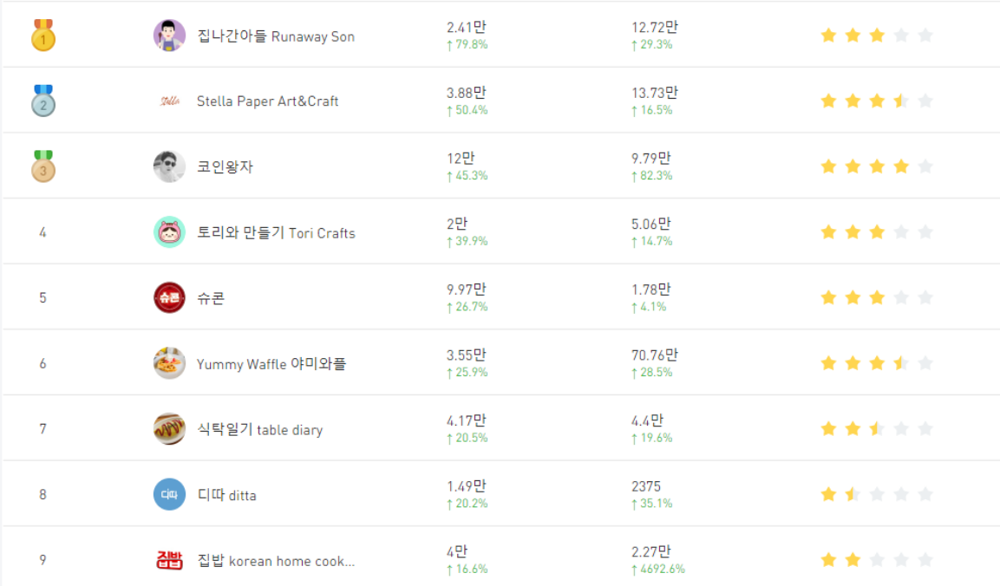 1
집나간아들 Runaway Son
2.41만
↑ 79.8%
12.72만
↑ 29.3%
2
Stella
Stella Paper Art&Craft
3.88만
↑ 50.4%
13.73만
↑ 16.5%
3
코인왕자
12만
↑ 45.3%
9.79만
↑ 82.3%
4
토리와 만들기 Tori Crafts
2만
↑ 39.9%
5.06만
↑ 14.7%
5
슈콘
슈콘
9.97만
↑ 26.7%
1.78만
↑ 4.1%
6
Yummy Waffle 야미와플
3.55만
↑ 25.9%
70.76만
↑ 28.5%
7
식탁일기 table diary
4.17만
↑ 20.5%
4.4만
↑ 19.6%
8
디따
디따 ditta
1.49만
↑ 20.2%
2375
↑ 35.1%
9
집밥
집밥 korean home cook...
4만
↑ 16.6%
2.27만
↑ 4692.6%